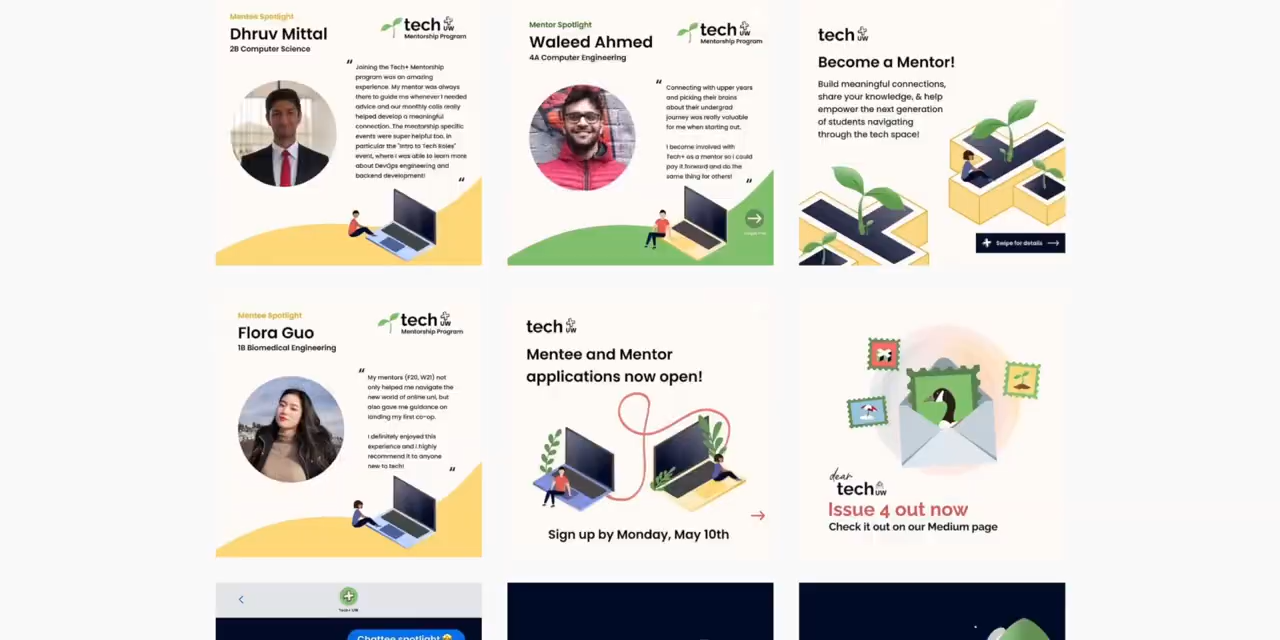 Mentee Spotlight
Dhruv Mittal
2B Computer Science
tech UW
Mentorship Program
“
Joining the Tech+ Mentorship
program was an amazing
experience. My mentor was always
there to guide me whenever I needed
advice and our monthly calls really
helped develop a meaningful
connection. The mentorship specific
events were super helpful too, in
particular the "Intro to Tech Roles"
event, where I was able to learn more
about DevOps engineering and
backend development!
”
Mentor Spotlight
Waleed Ahmed
4A Computer Engineering
tech UW
Mentorship Program
“
Connecting with upper years
and picking their brains
about their undergrad
journey was really valuable
for me when starting out.
I became involved with
Tech+ as a mentor so I could
pay it forward and do the
same thing for others!
”
tech UW
Become a Mentor!
Build meaningful connections,
share your knowledge, & help
empower the next generation
of students navigating
through the tech space!
Swipe for details
Mentee Spotlight
Flora Guo
1B Biomedical Engineering
tech UW
Mentorship Program
“
My mentors (F20, W21) not
only helped me navigate the
new world of online uni, but
also gave me guidance on
landing my first co-op.
I definitely enjoyed this
experience and I highly
recommend it to anyone
new to tech!
”
tech UW
Mentee and Mentor
applications now open!
Sign up by Monday, May 10th
dear
tech UW
Issue 4 out now
Check it out on our Medium page
Tech+ UW
Chattee spotlight